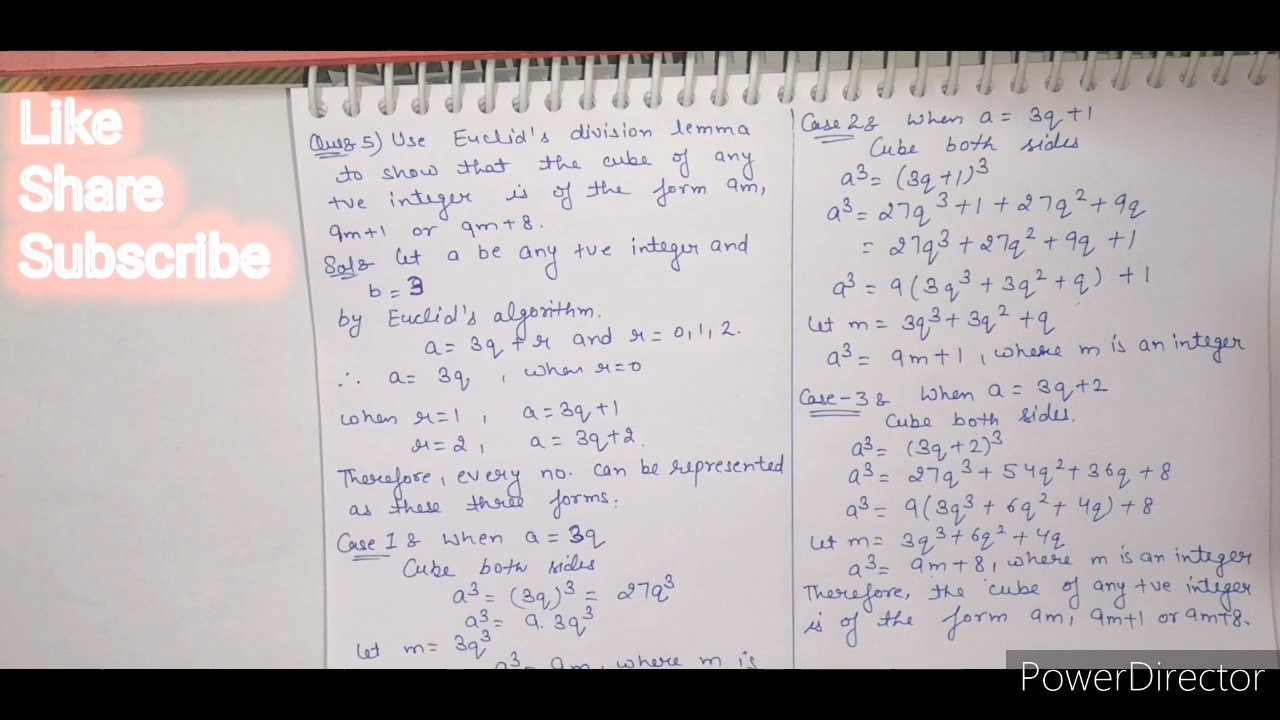 Like
Share
Subscribe
Ques 5) Use Euclid's division lemma
to show that the cube of any
+ve integer is of the form 9m,
9m+1 or 9m+8.
Sol:- Let a be any +ve integer and
b = 3
by Euclid's algorithm.
a = 3q + r and r = 0, 1, 2.
∴ a = 3q , when r=0
when r=1 , a = 3q+1
r=2 , a = 3q+2.
Therefore, every no. can be represented
as these three forms:
Case 1:- when a = 3q
Cube both sides
a³ = (3q)³ = 27q³
a³ = 9.3q³
Let m = 3q³
a³ = 9m, where m is
Case 2:- When a = 3q+1
Cube both sides
a³ = (3q+1)³
a³ = 27q³+1+27q²+9q
= 27q³+27q²+9q+1
a³ = 9(3q³+3q²+q)+1
Let m = 3q³+3q²+q
a³ = 9m+1, where m is an integer
Case-3:- When a = 3q+2
Cube both sides.
a³ = (3q+2)³
a³ = 27q³+54q²+36q+8
a³ = 9(3q³+6q²+4q)+8
Let m = 3q³+6q²+4q
a³ = 9m+8, where m is an integer
Therefore, the cube of any +ve integer
is of the form 9m, 9m+1 or 9m+8.
PowerDirector